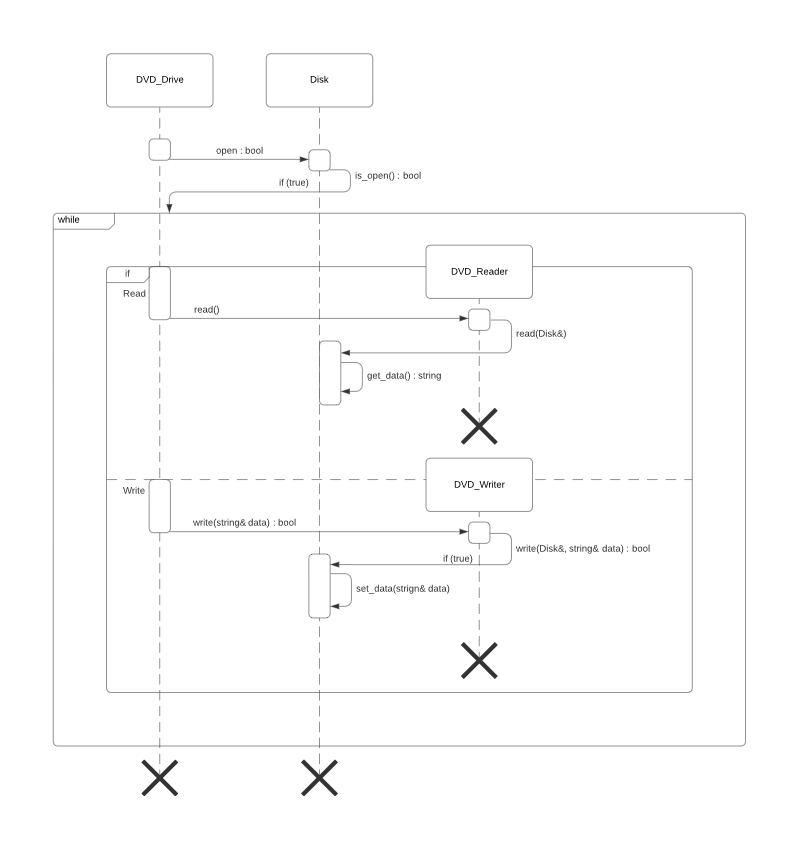 DVD_Drive
Disk
open : bool
is_open() : bool
if (true)
while
if
DVD_Reader
Read
read()
read(Disk&)
get_data() : string
DVD_Writer
Write
write(string& data) : bool
write(Disk&, string& data) : bool
if (true)
set_data(strign& data)